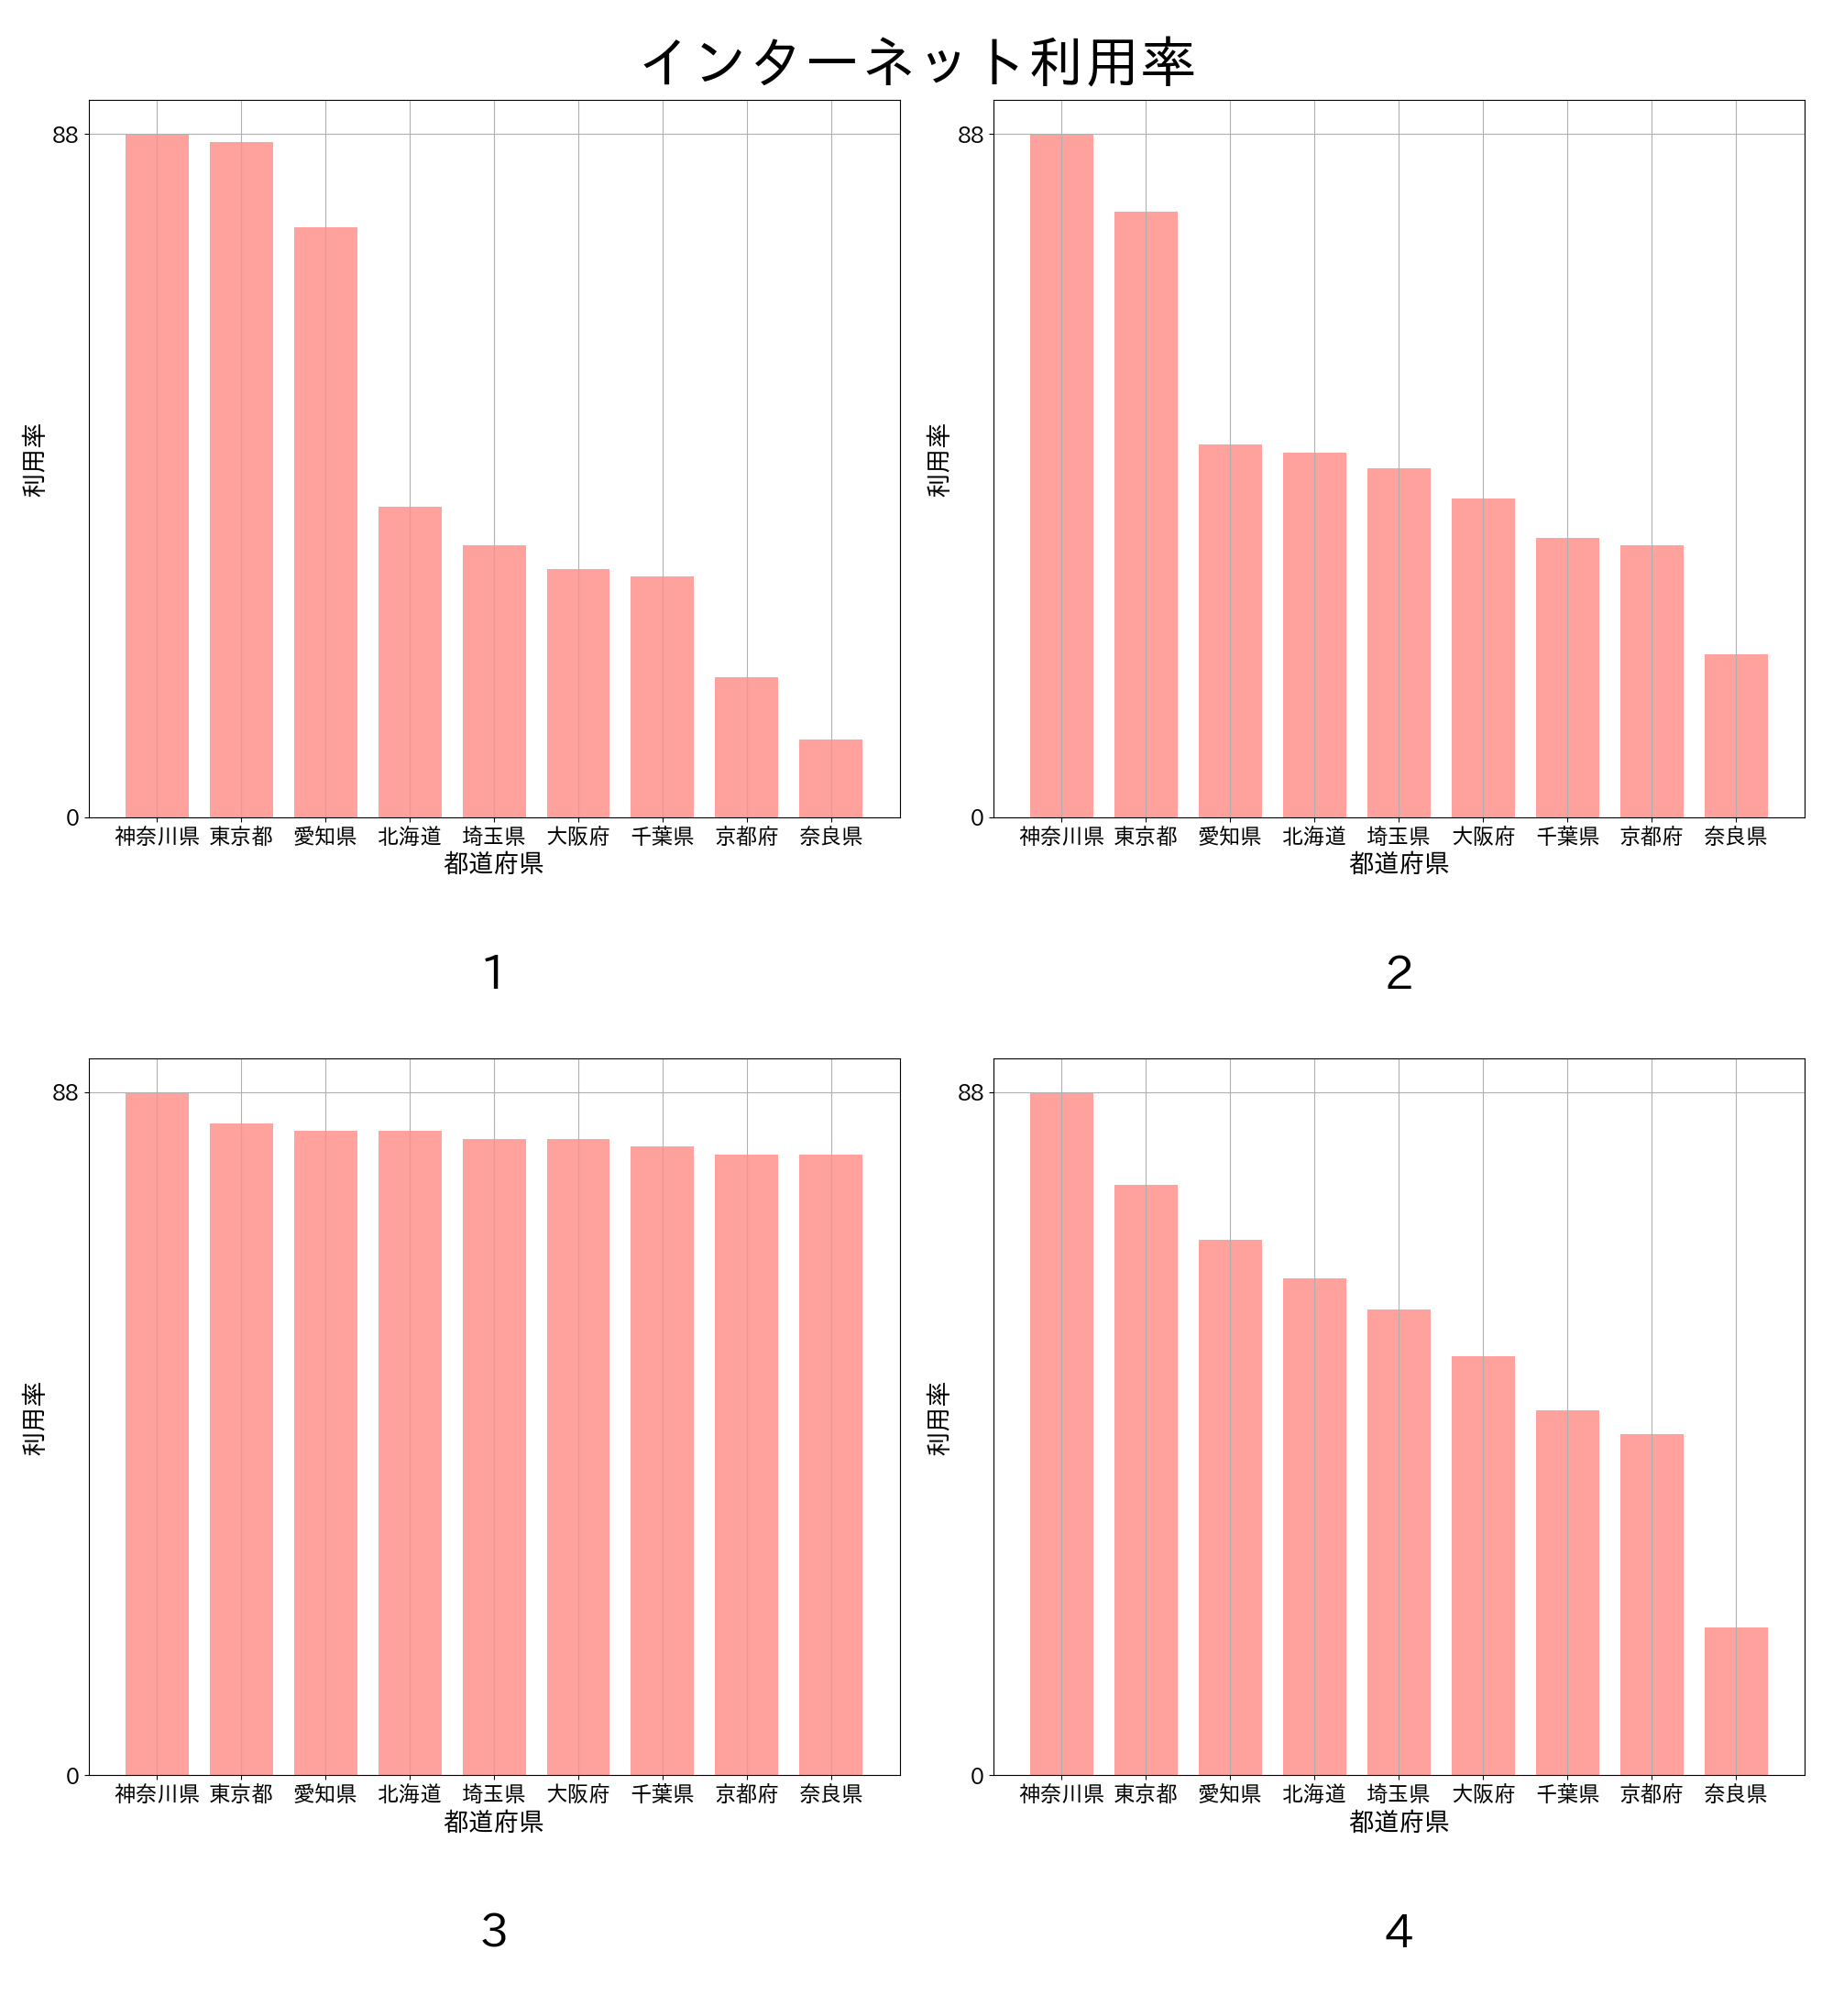 インターネット利用率
88
0
利用率
神奈川県 東京都 愛知県 北海道 埼玉県 大阪府 千葉県 京都府 奈良県
都道府県
1
88
0
利用率
神奈川県 東京都 愛知県 北海道 埼玉県 大阪府 千葉県 京都府 奈良県
都道府県
2
88
0
利用率
神奈川県 東京都 愛知県 北海道 埼玉県 大阪府 千葉県 京都府 奈良県
都道府県
3
88
0
利用率
神奈川県 東京都 愛知県 北海道 埼玉県 大阪府 千葉県 京都府 奈良県
都道府県
4